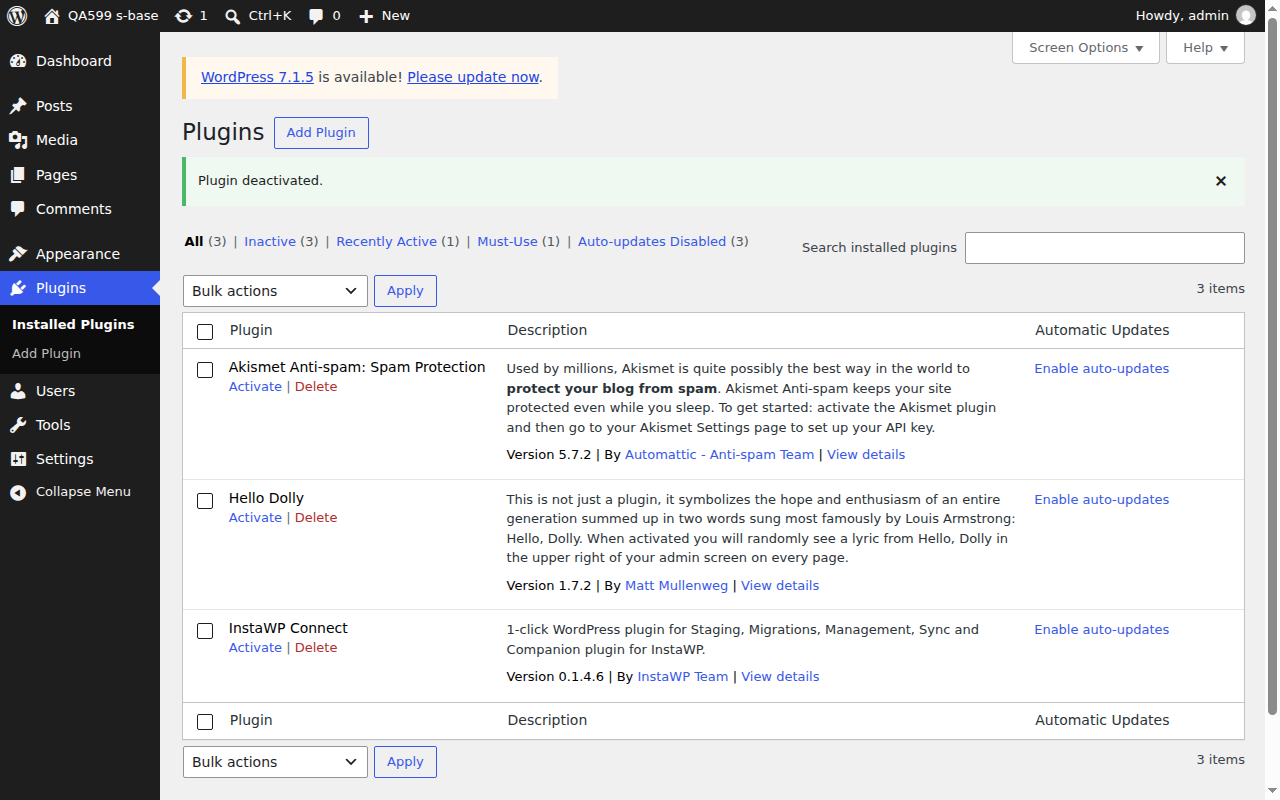 QA599 s-base 1 Ctrl+K 0 New Howdy, admin
Screen Options Help
Dashboard
Posts
Media
Pages
Comments
Appearance
Plugins
Installed Plugins
Add Plugin
Users
Tools
Settings
Collapse Menu
WordPress 7.1.5 is available! Please update now.
Plugins Add Plugin
Plugin deactivated.
All (3) | Inactive (3) | Recently Active (1) | Must-Use (1) | Auto-updates Disabled (3)
Search installed plugins
Bulk actions Apply 3 items
Plugin Description Automatic Updates
Akismet Anti-spam: Spam Protection
Activate | Delete
Used by millions, Akismet is quite possibly the best way in the world to
protect your blog from spam. Akismet Anti-spam keeps your site
protected even while you sleep. To get started: activate the Akismet plugin
and then go to your Akismet Settings page to set up your API key.
Version 5.7.2 | By Automattic - Anti-spam Team | View details
Enable auto-updates
Hello Dolly
Activate | Delete
This is not just a plugin, it symbolizes the hope and enthusiasm of an entire
generation summed up in two words sung most famously by Louis Armstrong:
Hello, Dolly. When activated you will randomly see a lyric from Hello, Dolly in
the upper right of your admin screen on every page.
Version 1.7.2 | By Matt Mullenweg | View details
Enable auto-updates
InstaWP Connect
Activate | Delete
1-click WordPress plugin for Staging, Migrations, Management, Sync and
Companion plugin for InstaWP.
Version 0.1.4.6 | By InstaWP Team | View details
Enable auto-updates
Plugin Description Automatic Updates
Bulk actions Apply 3 items